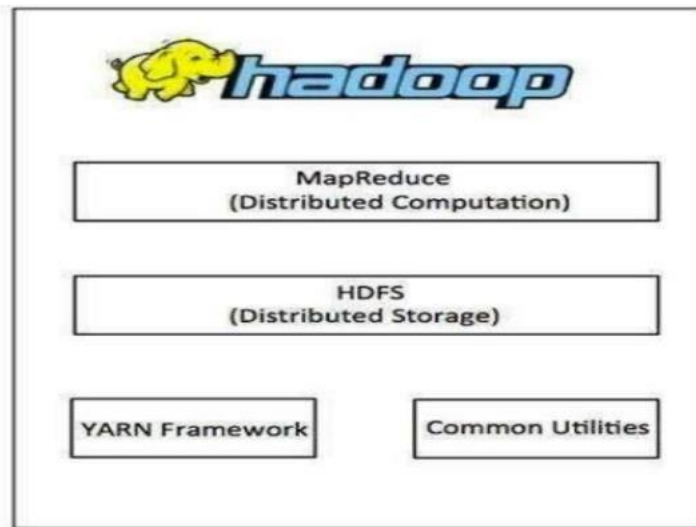 hadoop
MapReduce
(Distributed Computation)
HDFS
(Distributed Storage)
YARN Framework
Common Utilities